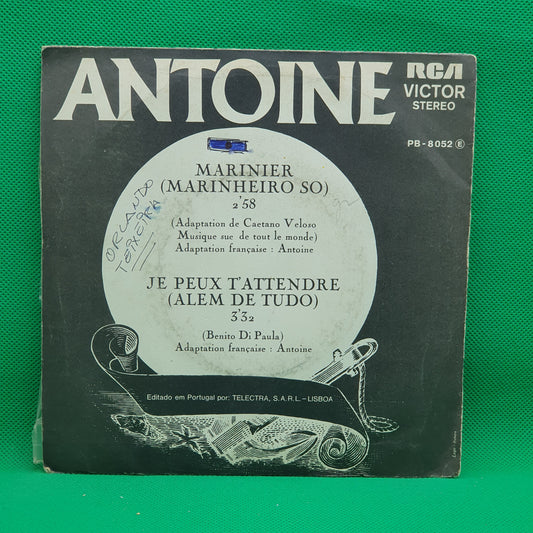 ANTOINE
RCA
VICTOR
STEREO
PB-8052 E
MARINIER
(MARINHEIRO SO)
2'58
(Adaptation de Caetano Veloso
Musique sue de tout le monde)
Adaptation française : Antoine
ORLANDO
TEIXEIRA
JE PEUX T'ATTENDRE
(ALEM DE TUDO)
3'32
(Benito Di Paula)
Adaptation française : Antoine
Editado em Portugal por: TELECTRA, S.A.R.L. – LISBOA